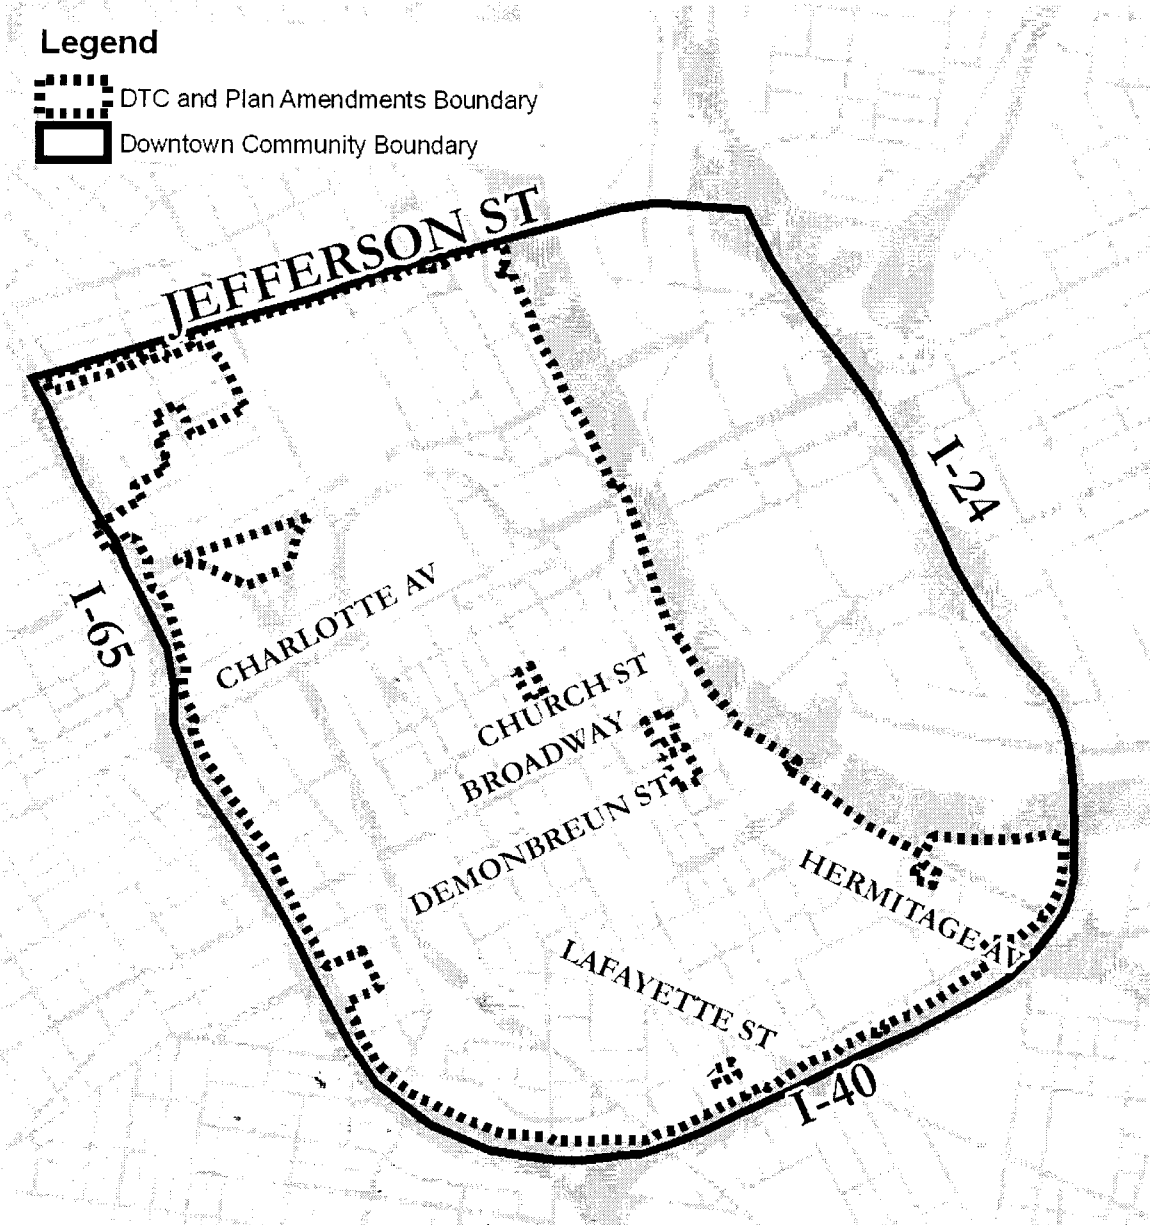 Legend
DTC and Plan Amendments Boundary
Downtown Community Boundary
JEFFERSON ST
I-24
I-65
CHARLOTTE AV
CHURCH ST
BROADWAY
DEMONBREUN ST
HERMITAGE AV
LAFAYETTE ST
I-40